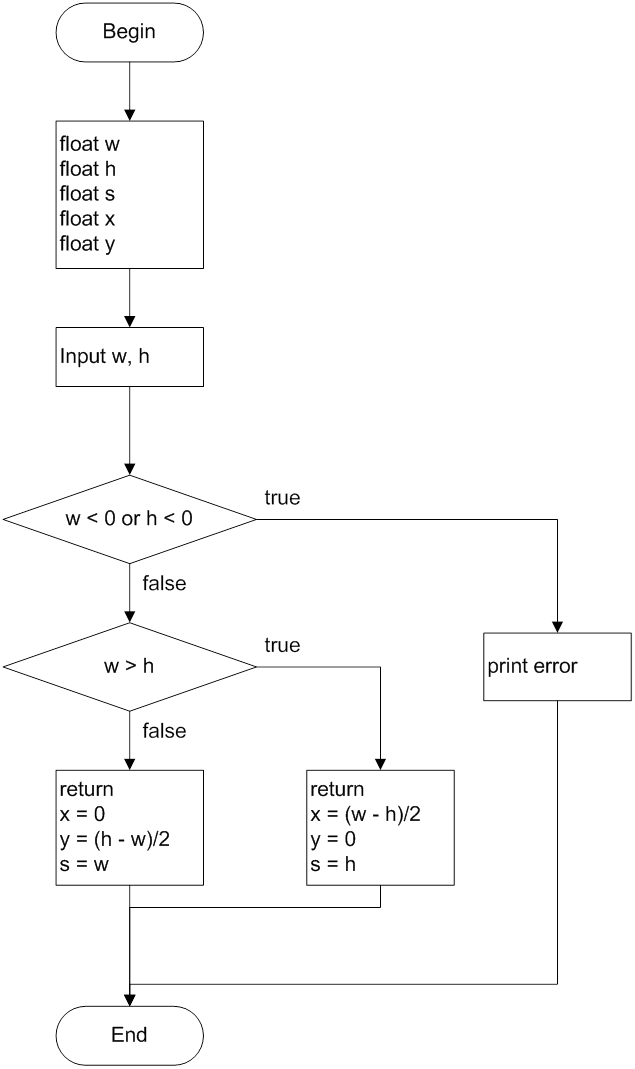 Begin
float w
float h
float s
float x
float y
Input w, h
w < 0 or h < 0
true
false
w > h
true
false
print error
return
x = 0
y = (h - w)/2
s = w
return
x = (w - h)/2
y = 0
s = h
End